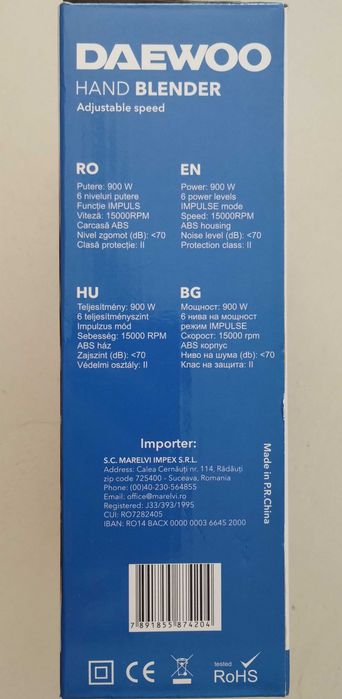 DAEWOO
HAND BLENDER
Adjustable speed
RO
Putere: 900 W
6 niveluri putere
Funcție IMPULS
Viteză: 15000RPM
Carcasă ABS
Nivel zgomot (dB): <70
Clasă protecție: II
EN
Power: 900 W
6 power levels
IMPULSE mode
Speed: 15000RPM
ABS housing
Noise level (dB): <70
Protection class: II
HU
Teljesítmény: 900 W
6 teljesítményszint
Impulzus mód
Sebesség: 15000 RPM
ABS ház
Zajszint (dB): <70
Védelmi osztály: II
BG
Мощност: 900 W
6 нива на мощност
режим IMPULSE
Скорост: 15000 rpm
ABS корпус
Ниво на шума (db): <70
Клас на защита: II
Importer:
S.C. MARELVI IMPEX S.R.L.
Address: Calea Cernăuți nr. 114, Rădăuți
zip code 725400 - Suceava, Romania
Phone: (00)40-230-564855
Email: office@marelvi.ro
Registered: J33/393/1995
CUI: RO7282405
IBAN: RO14 BACX 0000 0003 6645 2000
Made in P.R.China
7 891855 874204
CE
tested
RoHS